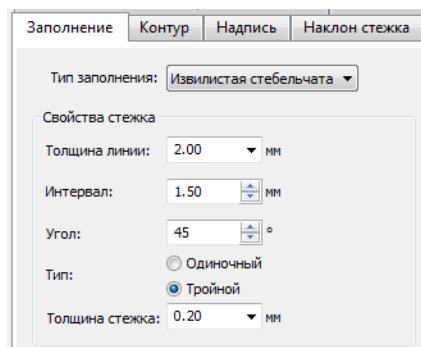 Заполнение Контур Надпись Наклон стежка
Тип заполнения: Извилистая стебельчата
Свойства стежка
Толщина линии: 2.00 мм
Интервал: 1.50 мм
Угол: 45 °
Одиночный
Тип:
Тройной
Толщина стежка: 0.20 мм